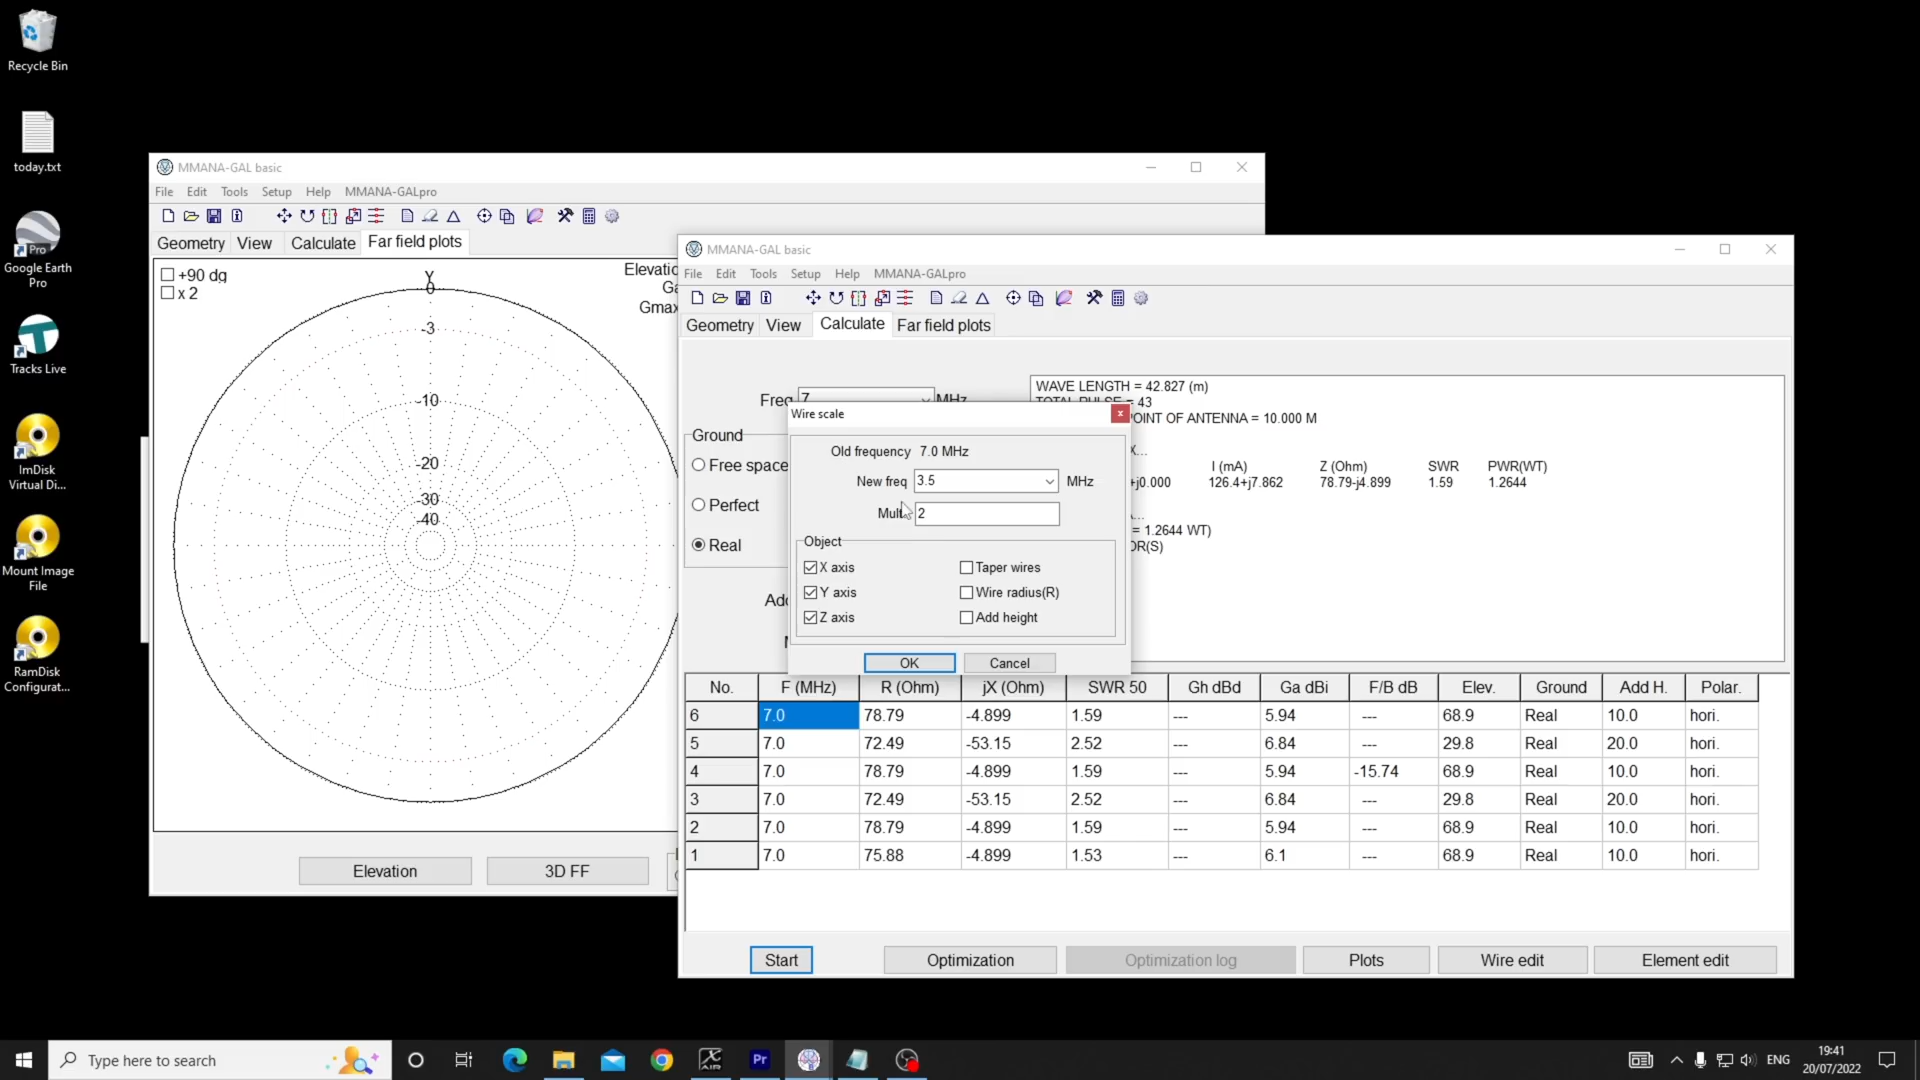 Recycle Bin
today.txt
Google Earth
Pro
Tracks Live
ImDisk
Virtual Di...
Mount Image
File
RamDisk
Configurat...
MMANA-GAL basic
File Edit Tools Setup Help MMANA-GALpro
Geometry View Calculate Far field plots
+90 dg
x 2
Y
0
-3
-10
-20
-30
-40
Elevatio
Ga
Gmax
Elevation 3D FF
MMANA-GAL basic
File Edit Tools Setup Help MMANA-GALpro
Geometry View Calculate Far field plots
Freq 7 MHz
Ground
Free space
Perfect
Real
Add
WAVE LENGTH = 42.827 (m)
TOTAL PULSE = 43
OINT OF ANTENNA = 10.000 M
X...
I (mA) Z (Ohm) SWR PWR(WT)
+j0.000 126.4+j7.862 78.79-j4.899 1.59 1.2644
A...
= 1.2644 WT)
OR(S)
Wire scale
Old frequency 7.0 MHz
New freq 3.5 MHz
Mult 2
Object
X axis Taper wires
Y axis Wire radius(R)
Z axis Add height
OK Cancel
No. F (MHz) R (Ohm) jX (Ohm) SWR 50 Gh dBd Ga dBi F/B dB Elev. Ground Add H. Polar.
6 7.0 78.79 -4.899 1.59 --- 5.94 --- 68.9 Real 10.0 hori.
5 7.0 72.49 -53.15 2.52 --- 6.84 --- 29.8 Real 20.0 hori.
4 7.0 78.79 -4.899 1.59 --- 5.94 -15.74 68.9 Real 10.0 hori.
3 7.0 72.49 -53.15 2.52 --- 6.84 --- 29.8 Real 20.0 hori.
2 7.0 78.79 -4.899 1.59 --- 5.94 --- 68.9 Real 10.0 hori.
1 7.0 75.88 -4.899 1.53 --- 6.1 --- 68.9 Real 10.0 hori.
Start Optimization Optimization log Plots Wire edit Element edit
Type here to search
X
AIR
Pr
ENG
19:41
20/07/2022